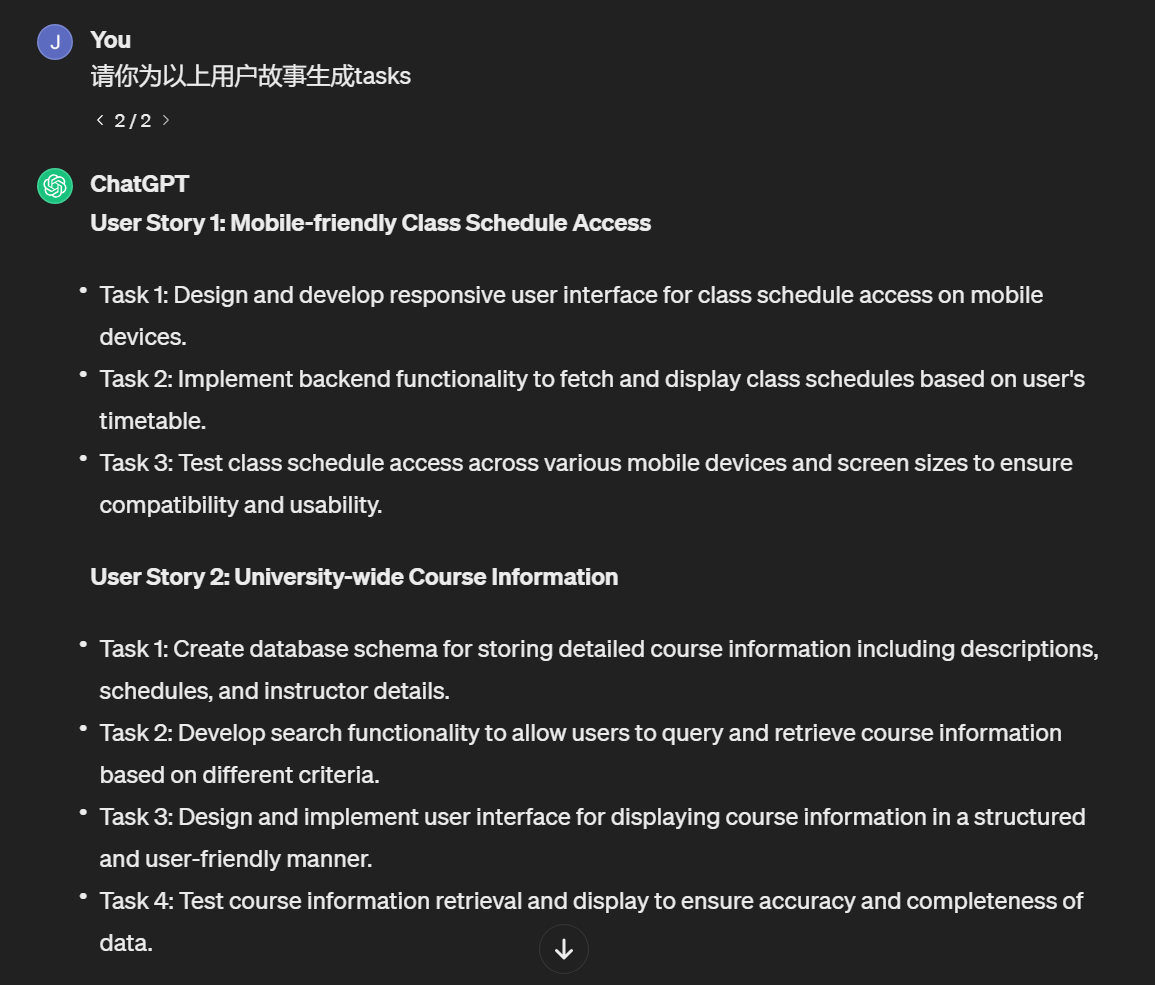 J
You
请你为以上用户故事生成tasks
2 / 2
ChatGPT
User Story 1: Mobile-friendly Class Schedule Access
• Task 1: Design and develop responsive user interface for class schedule access on mobile
devices.
• Task 2: Implement backend functionality to fetch and display class schedules based on user's
timetable.
• Task 3: Test class schedule access across various mobile devices and screen sizes to ensure
compatibility and usability.
User Story 2: University-wide Course Information
• Task 1: Create database schema for storing detailed course information including descriptions,
schedules, and instructor details.
• Task 2: Develop search functionality to allow users to query and retrieve course information
based on different criteria.
• Task 3: Design and implement user interface for displaying course information in a structured
and user-friendly manner.
• Task 4: Test course information retrieval and display to ensure accuracy and completeness of
data.